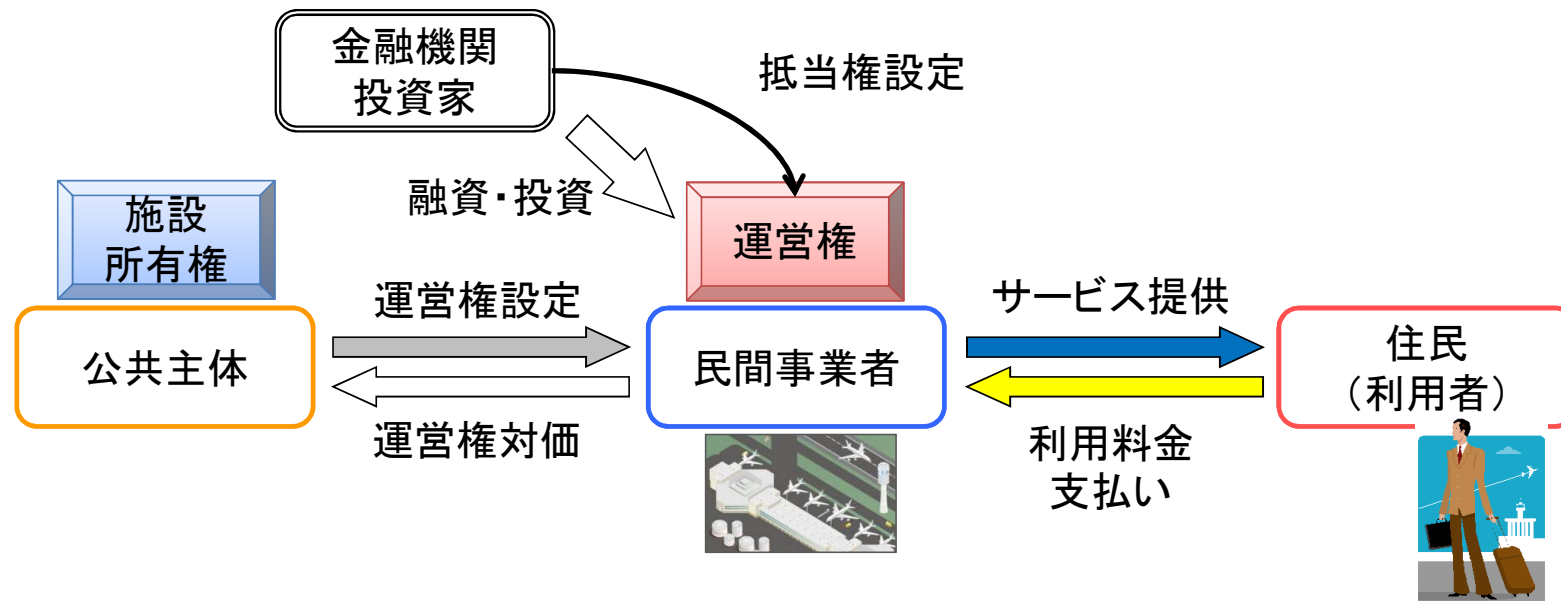 金融機関
投資家
抵当権設定
融資・投資
施設
所有権
運営権
運営権設定
サービス提供
公共主体
民間事業者
住民
（利用者）
運営権対価
利用料金
支払い